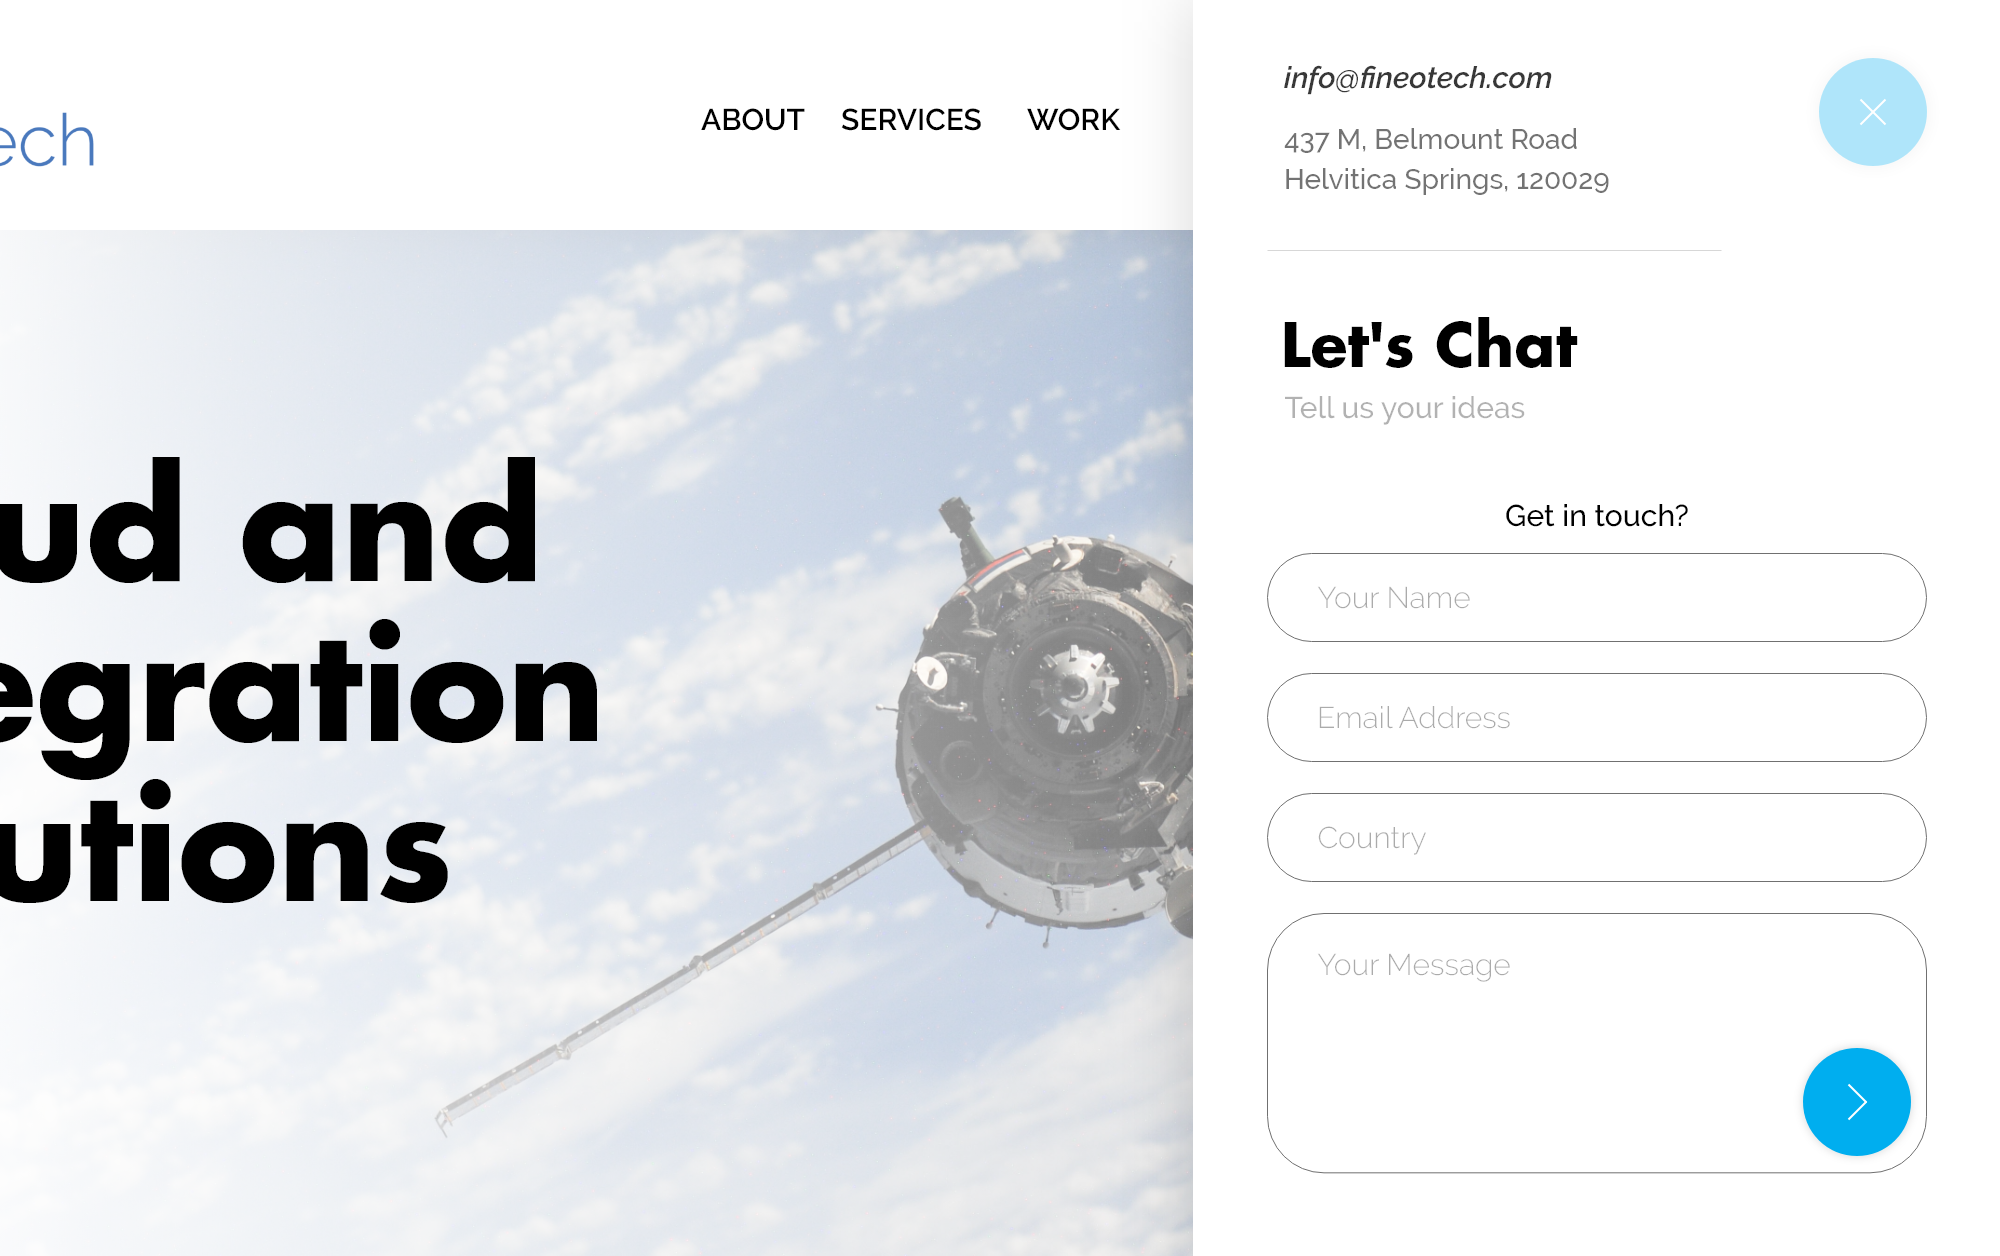 ech
ABOUT SERVICES WORK
ud and
egration
utions
info@fineotech.com
437 M, Belmount Road
Helvitica Springs, 120029
Let's Chat
Tell us your ideas
Get in touch?
Your Name
Email Address
Country
Your Message